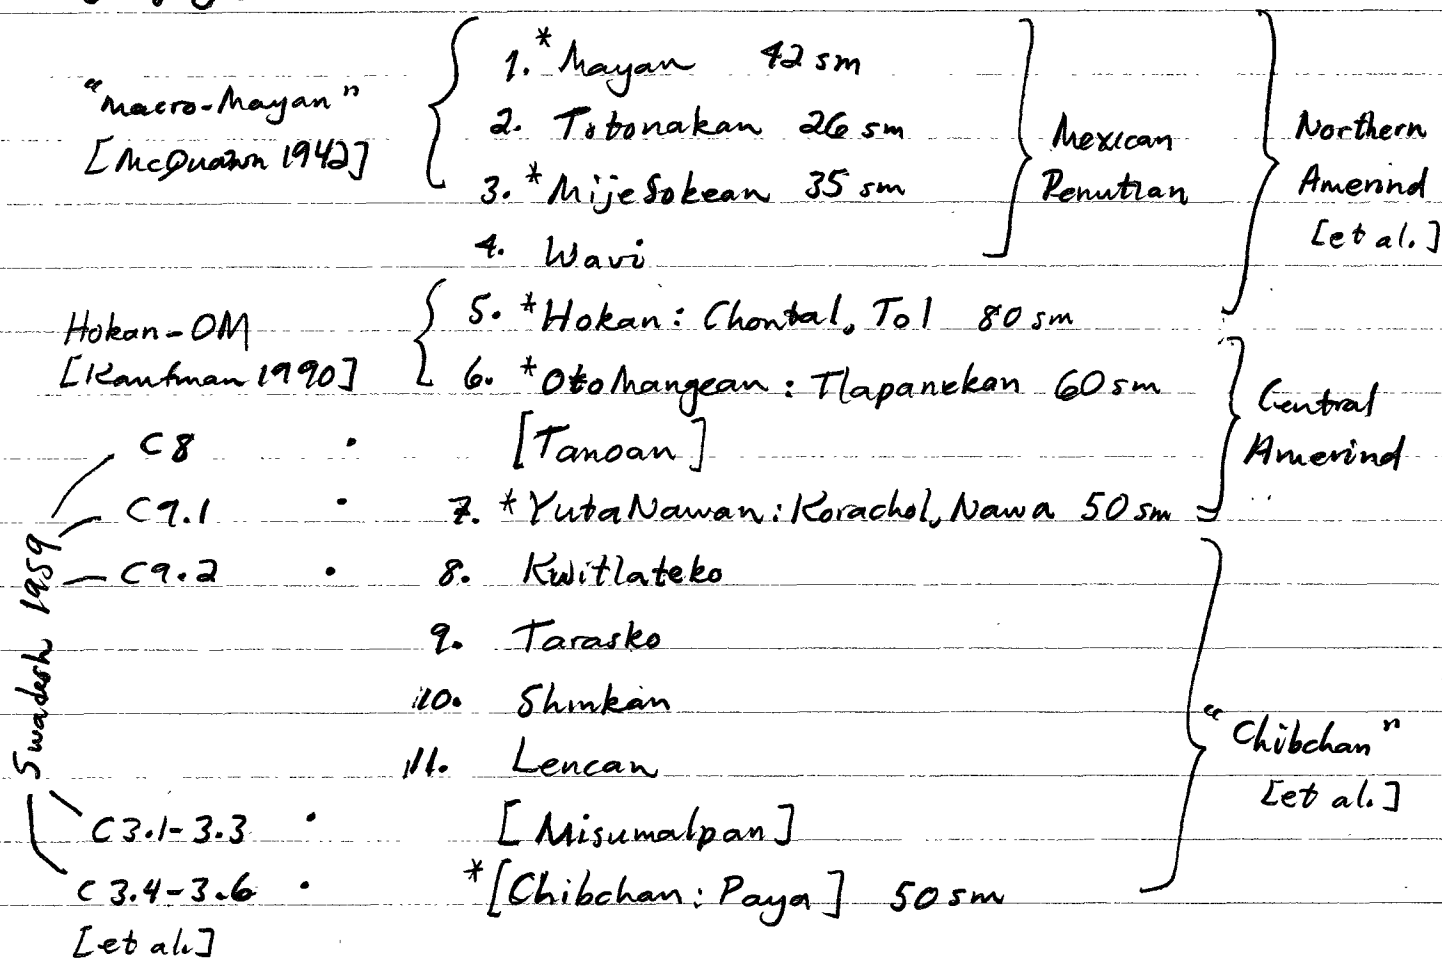 1. *Mayan 42 sm
"Macro-Mayan"
2. Totonakan 26 sm
Mexican
Northern
[McQuown 1942]
3. *MijeSokean 35 sm
Penutian
Amerind
4. Wavi
[et al.]
Hokan-OM
5. *Hokan: Chontal, Tol 80 sm
[Kaufman 1990]
6. *OtoMangean: Tlapanekan 60 sm
Central
C8 • [Tanoan]
Amerind
C9.1 • 7. *YutaNawan: Korachol, Nawa 50 sm
Swadesh 1959
C9.2 • 8. Kwitlateko
9. Tarasko
10. Shinkan
11. Lencan
"Chibchan"
[et al.]
C3.1-3.3 • [Misumalpan]
C3.4-3.6 • *[Chibchan: Paya] 50 sm
[et al.]